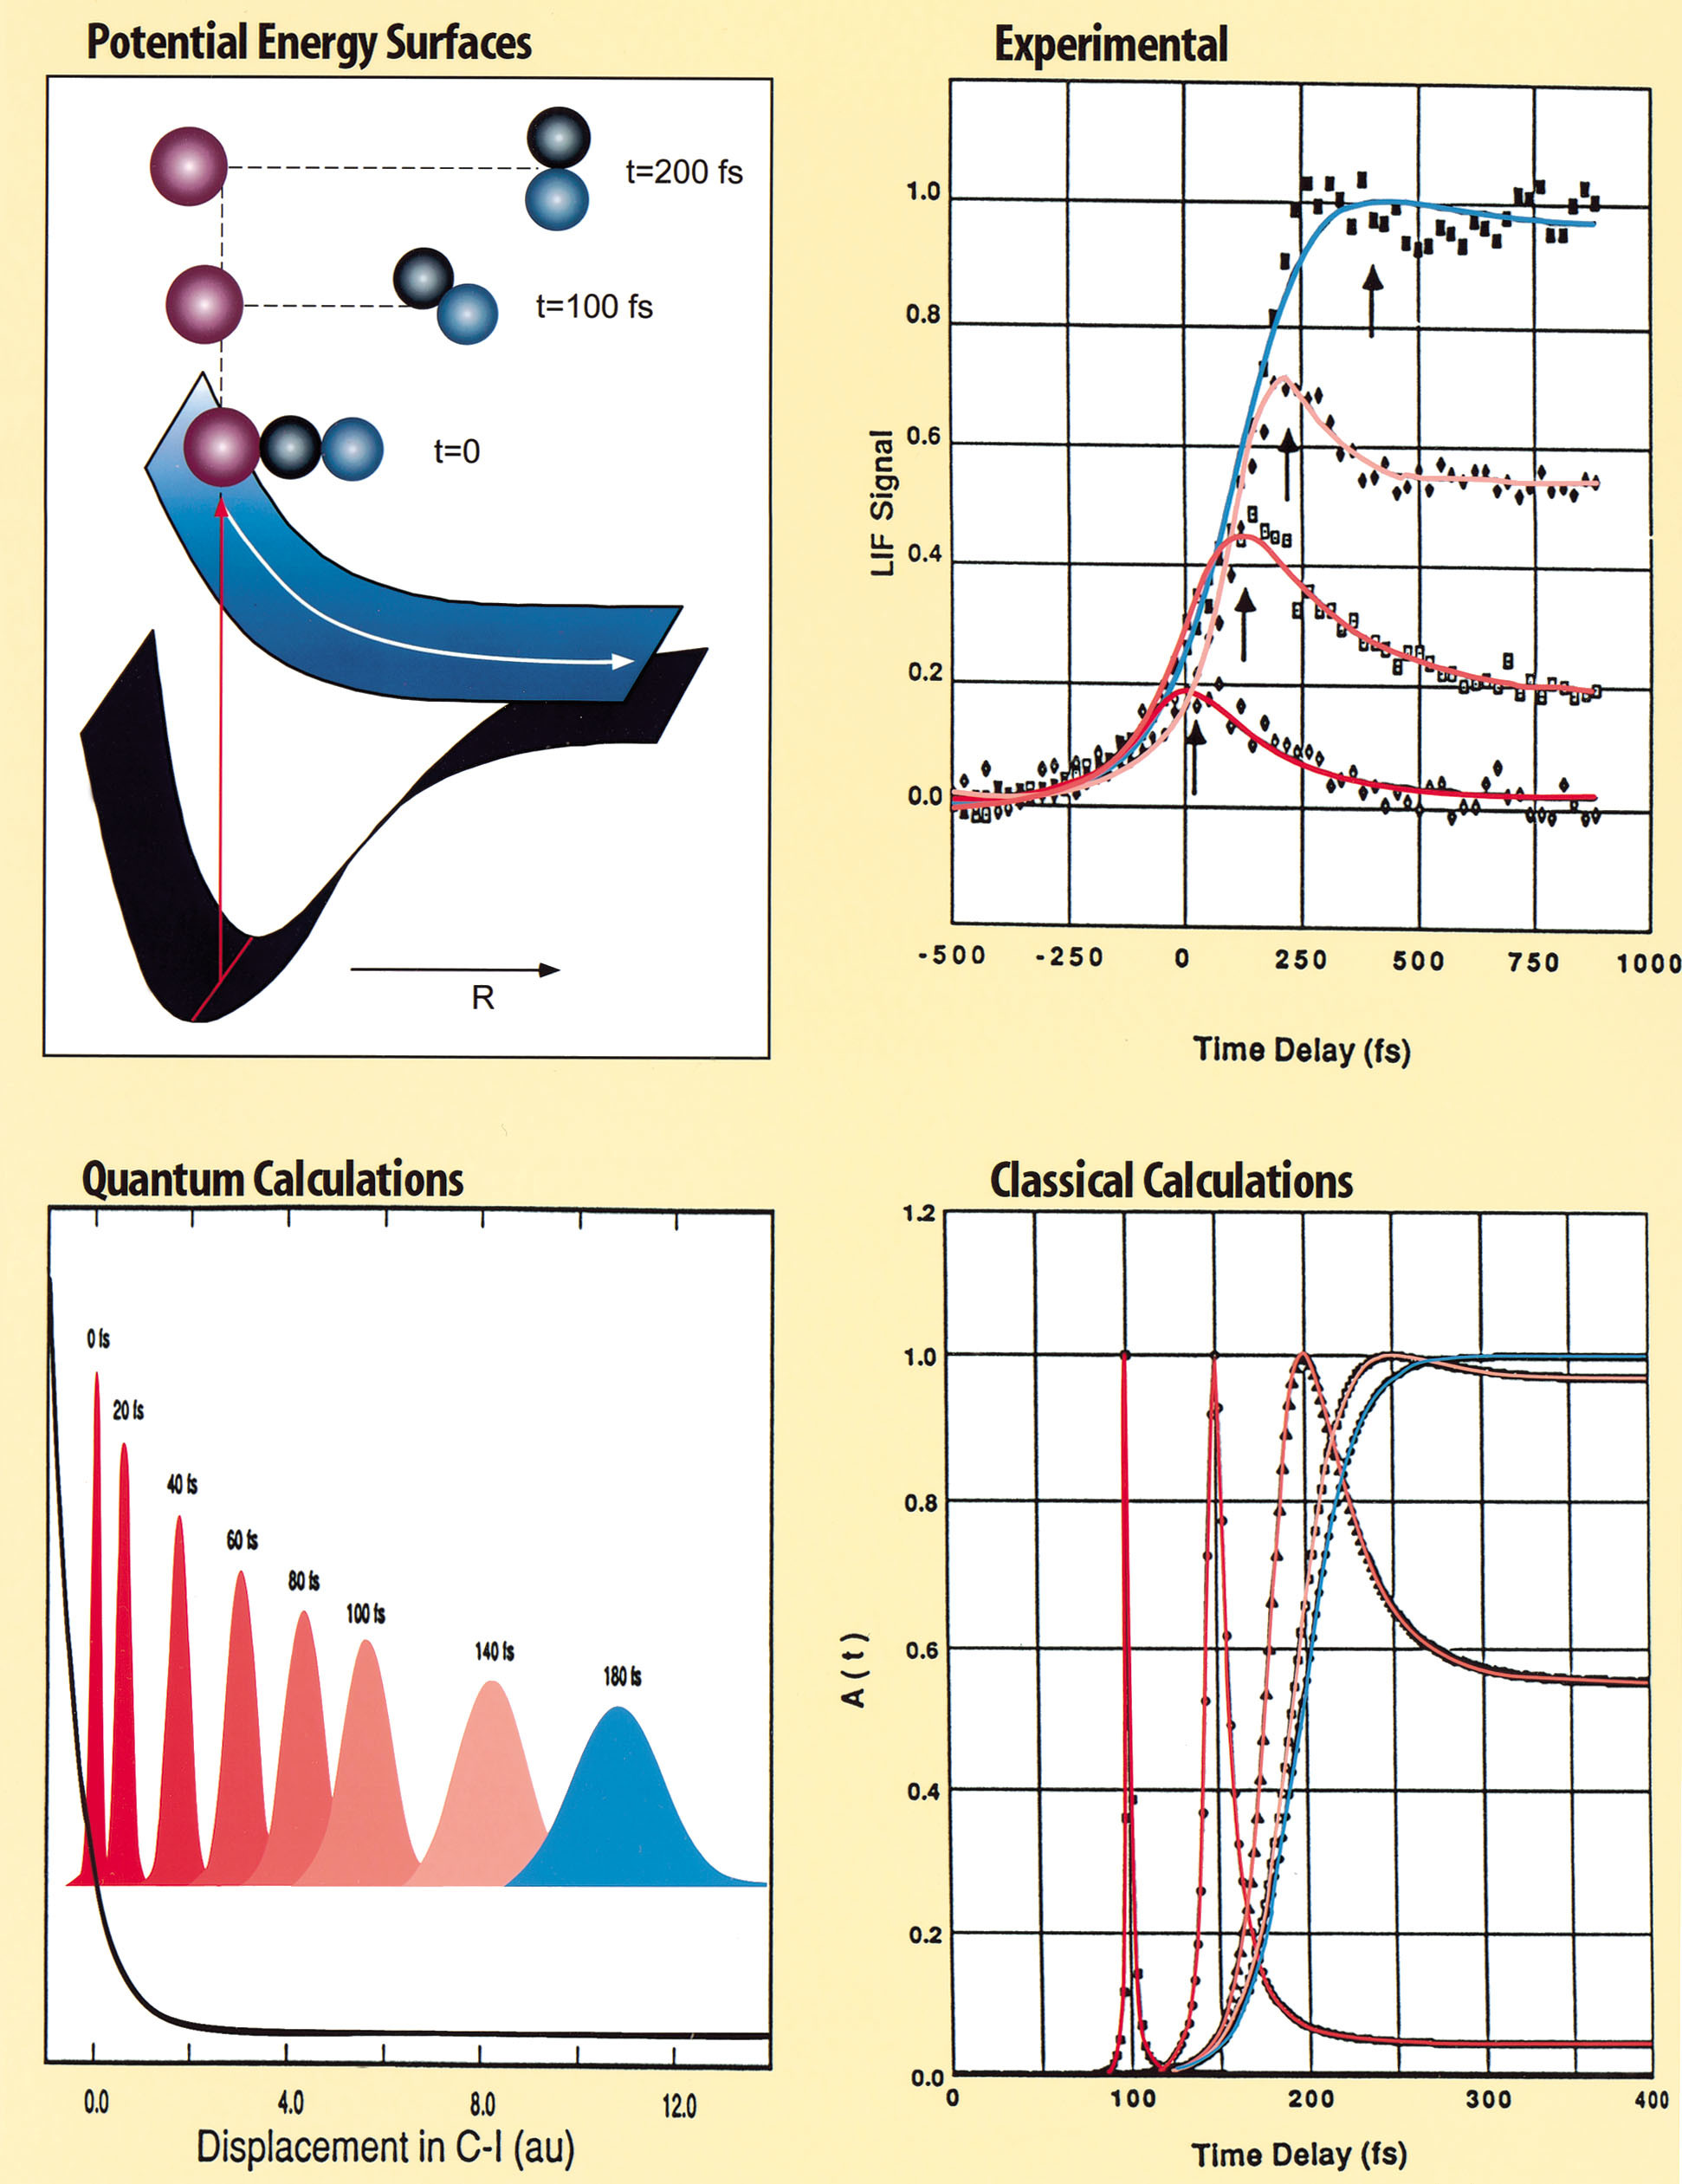 Potential Energy Surfaces
t=200 fs
t=100 fs
t=0
R
Experimental
LIF Signal
1.0
0.8
0.6
0.4
0.2
0.0
-500 -250 0 250 500 750 1000
Time Delay (fs)
Quantum Calculations
0 fs
20 fs
40 fs
60 fs
80 fs
100 fs
140 fs
180 fs
0.0 4.0 8.0 12.0
Displacement in C-I (au)
Classical Calculations
A(t)
1.2
1.0
0.8
0.6
0.4
0.2
0.0
0 100 200 300 400
Time Delay (fs)